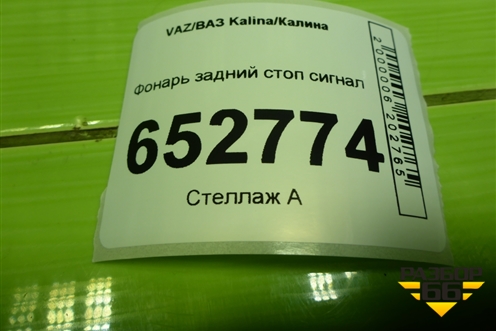 VAZ/ВАЗ Kalina/Калина
Фонарь задний стоп сигнал
652774
Стеллаж А
2000006202765
РАЗБОР
66